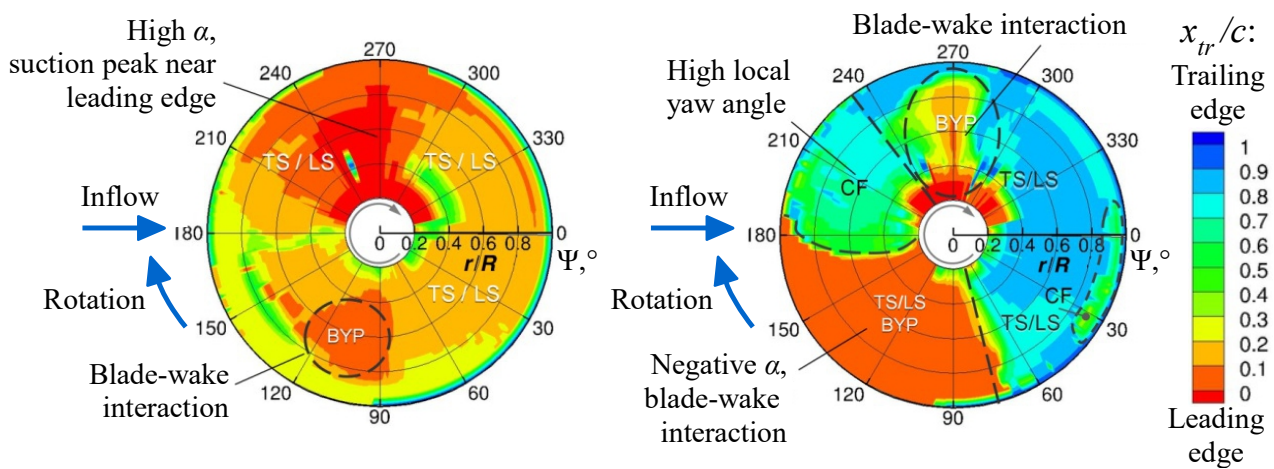 High α,
suction peak near
leading edge
270
240
300
210
330
TS / LS
TS / LS
Inflow
180
0
0.2
0.4
0.6
0.8
0
r/R
Ψ,°
Rotation
TS / LS
150
30
BYP
Blade-wake
interaction
120
60
90
Blade-wake interaction
High local
yaw angle
270
240
300
210
330
BYP
CF
TS/LS
Inflow
180
0
0.2
0.4
0.6
0.8
0
r/R
Ψ,°
Rotation
TS/LS
BYP
CF
TS/LS
150
30
Negative α,
blade-wake
interaction
120
60
90
x_tr /c:
Trailing
edge
1
0.9
0.8
0.7
0.6
0.5
0.4
0.3
0.2
0.1
0
Leading
edge